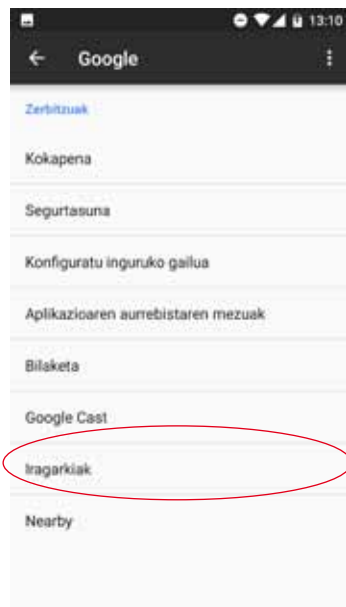 13:10
Google
Zerbitzuak
Kokapena
Segurtasuna
Konfiguratu inguruko gailua
Aplikazioaren aurrebistaren mezuak
Bilaketa
Google Cast
Iragarkiak
Nearby